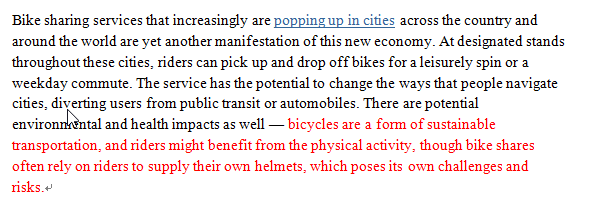 Bike sharing services that increasingly are popping up in cities across the country and
around the world are yet another manifestation of this new economy. At designated stands
throughout these cities, riders can pick up and drop off bikes for a leisurely spin or a
weekday commute. The service has the potential to change the ways that people navigate
cities, diverting users from public transit or automobiles. There are potential
environmental and health impacts as well — bicycles are a form of sustainable
transportation, and riders might benefit from the physical activity, though bike shares
often rely on riders to supply their own helmets, which poses its own challenges and
risks.↵